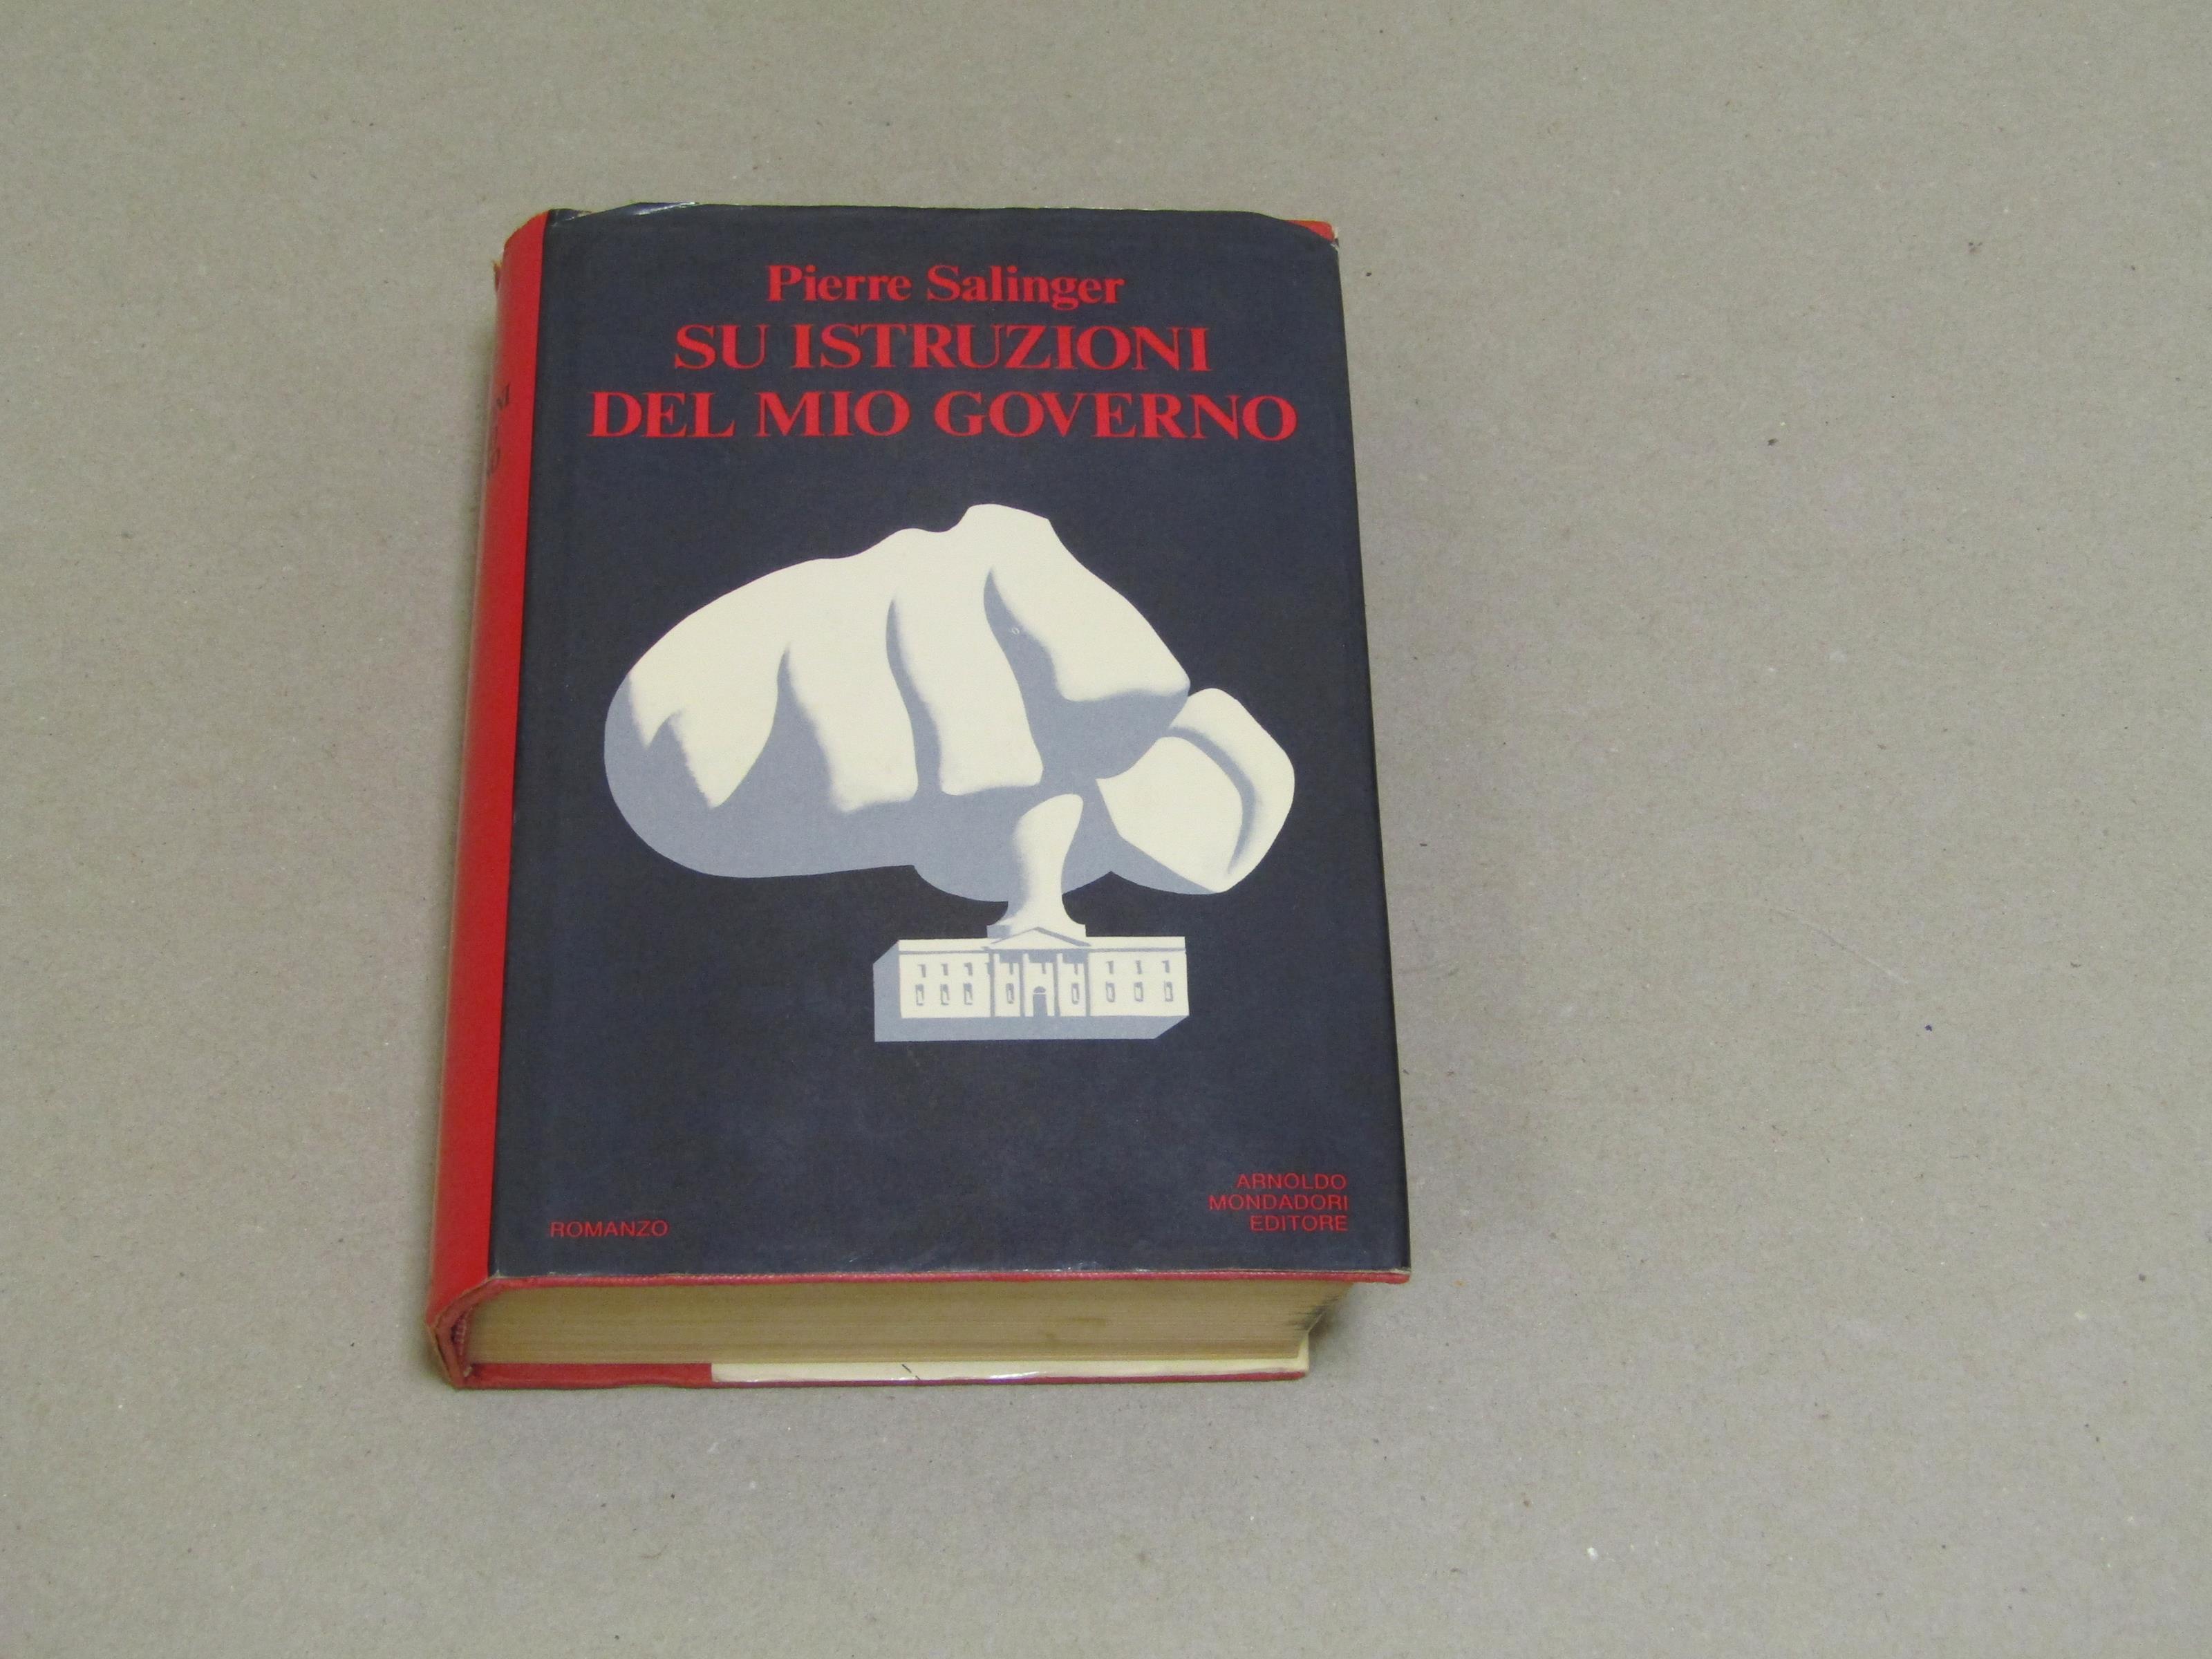 Pierre Salinger
SU ISTRUZIONI
DEL MIO GOVERNO
ROMANZO
ARNOLDO
MONDADORI
EDITORE